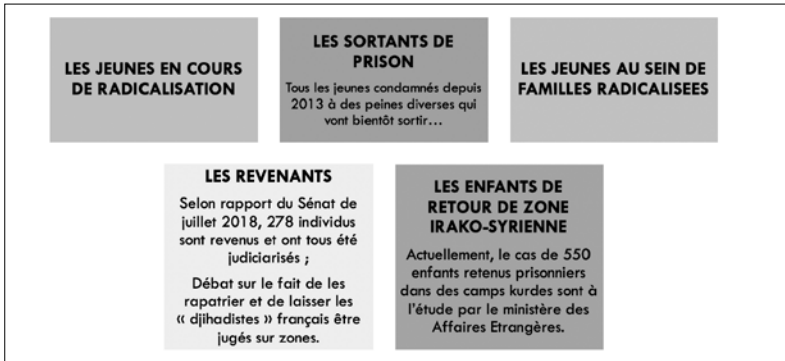 LES JEUNES EN COURS
DE RADICALISATION
LES SORTANTS DE
PRISON
Tous les jeunes condamnés depuis
2013 à des peines diverses qui
vont bientôt sortir…
LES JEUNES AU SEIN DE
FAMILLES RADICALISEES
LES REVENANTS
Selon rapport du Sénat de
juillet 2018, 278 individus
sont revenus et ont tous été
judiciarisés ;
Débat sur le fait de les
rapatrier et de laisser les
« djihadistes » français être
jugés sur zones.
LES ENFANTS DE
RETOUR DE ZONE
IRAKO-SYRIENNE
Actuellement, le cas de 550
enfants retenus prisonniers
dans des camps kurdes sont à
l'étude par le ministère des
Affaires Etrangères.